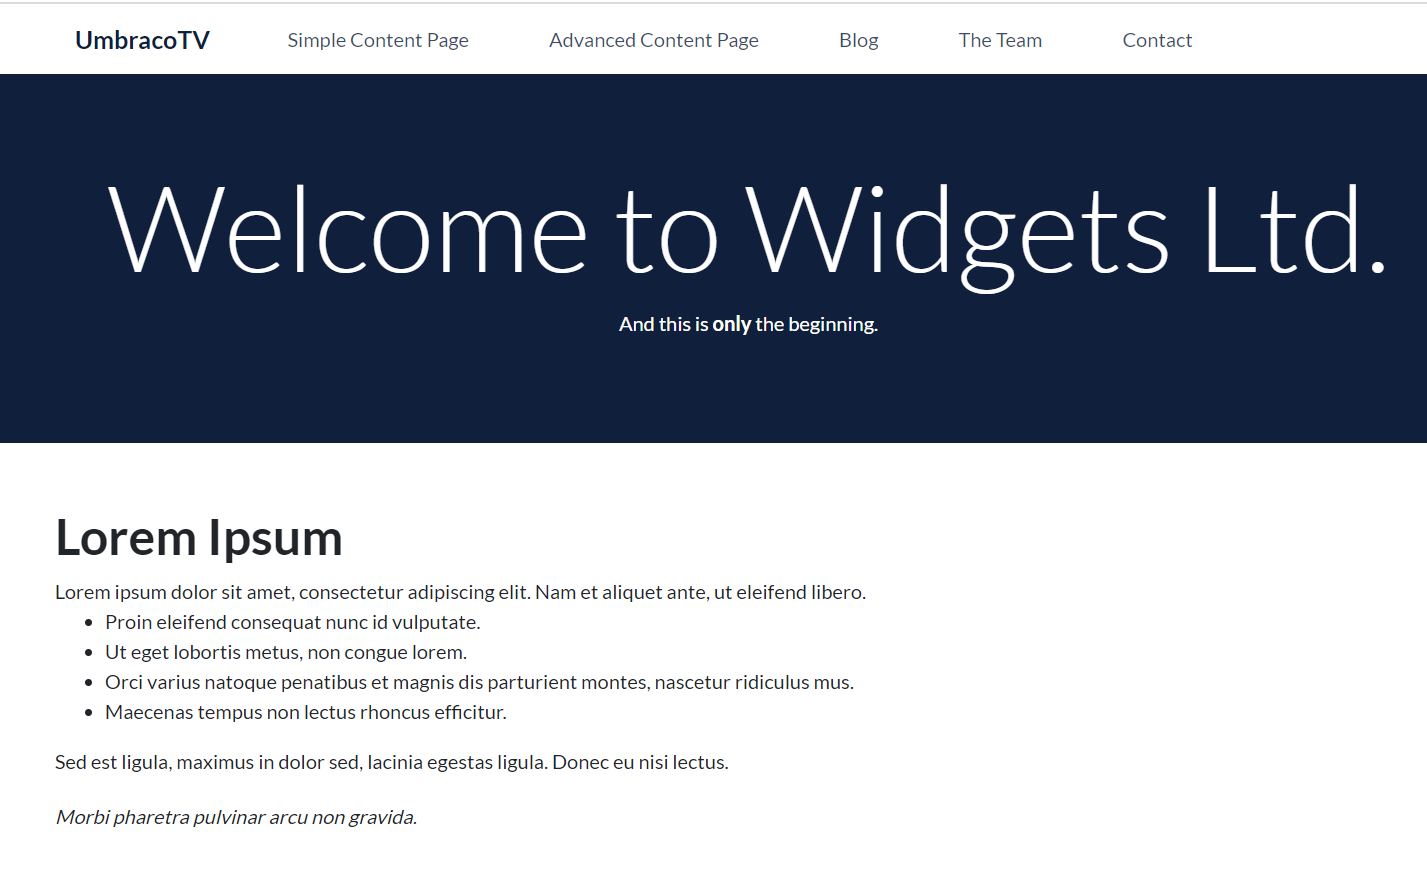 UmbracoTV Simple Content Page Advanced Content Page Blog The Team Contact
Welcome to Widgets Ltd.
And this is only the beginning.
Lorem Ipsum
Lorem ipsum dolor sit amet, consectetur adipiscing elit. Nam et aliquet ante, ut eleifend libero.
• Proin eleifend consequat nunc id vulputate.
• Ut eget lobortis metus, non congue lorem.
• Orci varius natoque penatibus et magnis dis parturient montes, nascetur ridiculus mus.
• Maecenas tempus non lectus rhoncus efficitur.
Sed est ligula, maximus in dolor sed, lacinia egestas ligula. Donec eu nisi lectus.
Morbi pharetra pulvinar arcu non gravida.